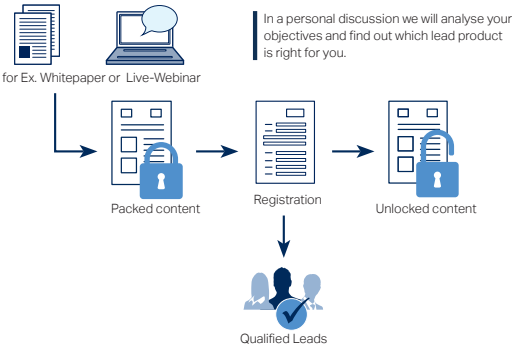 In a personal discussion we will analyse your
objectives and find out which lead product
is right for you.
for Ex. Whitepaper or Live-Webinar
Packed content
Registration
Unlocked content
Qualified Leads